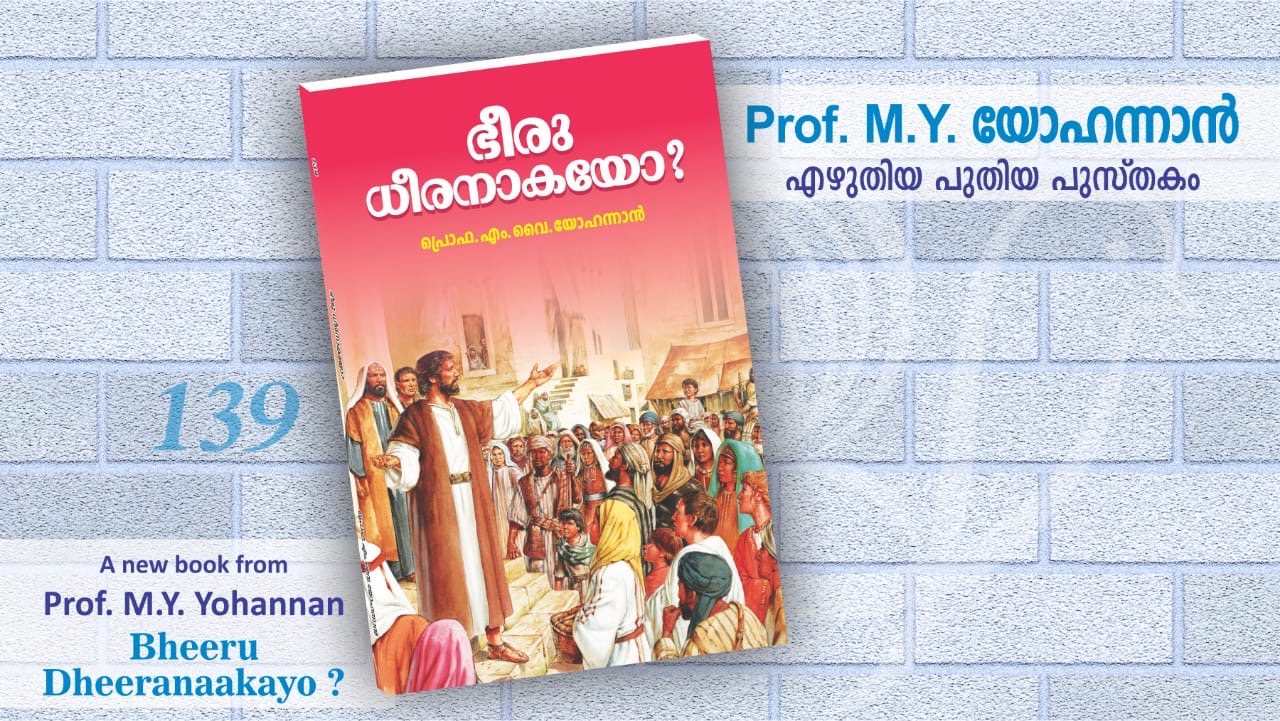 ഭീരു
ധീരനാകയോ?
പ്രൊഫ. എം. വൈ. യോഹന്നാൻ
Prof. M.Y. യോഹന്നാൻ
എഴുതിയ പുതിയ പുസ്തകം
139
A new book from
Prof. M.Y. Yohannan
Bheeru
Dheeranaakayo ?